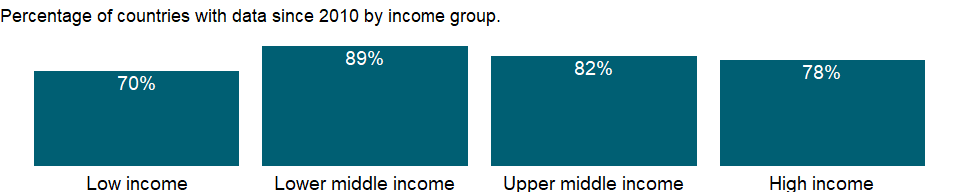 Percentage of countries with data since 2010 by income group.
70%
89%
82%
78%
Low income
Lower middle income
Upper middle income
High income